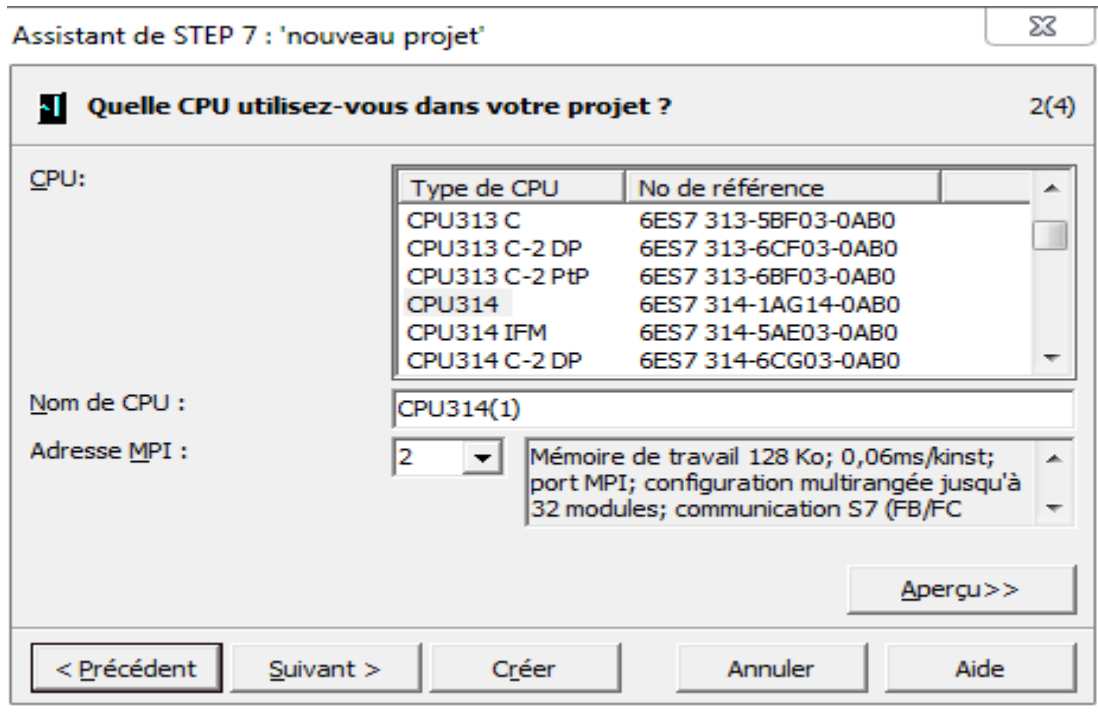 Assistant de STEP 7 : 'nouveau projet'
Quelle CPU utilisez-vous dans votre projet ? 2(4)
CPU:
Type de CPU No de référence
CPU313 C 6ES7 313-5BF03-0AB0
CPU313 C-2 DP 6ES7 313-6CF03-0AB0
CPU313 C-2 PtP 6ES7 313-6BF03-0AB0
CPU314 6ES7 314-1AG14-0AB0
CPU314 IFM 6ES7 314-5AE03-0AB0
CPU314 C-2 DP 6ES7 314-6CG03-0AB0
Nom de CPU : CPU314(1)
Adresse MPI : 2
Mémoire de travail 128 Ko; 0,06ms/kinst;
port MPI; configuration multirangée jusqu'à
32 modules; communication S7 (FB/FC
Aperçu>>
< Précédent Suivant > Créer Annuler Aide